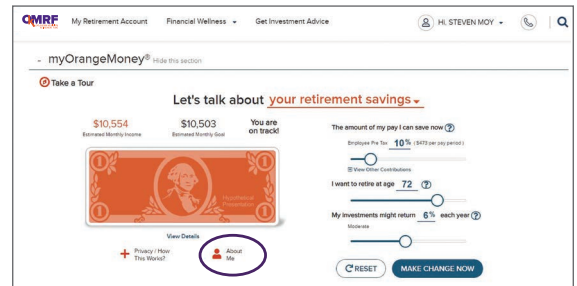 OMRF My Retirement Account Financial Wellness Get Investment Advice HI, STEVEN MOY
- myOrangeMoney® Hide this section
Take a Tour
Let's talk about your retirement savings
$10,554 $10,503 You are
Estimated Monthly Income Estimated Monthly Goal on track!
Hypothetical
Presentation
View Details
Privacy / How
This Works?
About
Me
The amount of my pay I can save now ?
Employee Pre Tax 10% ($473 per pay period)
View Other Contributions
I want to retire at age 72 ?
My investments might return 6% each year ?
Moderate
RESET MAKE CHANGE NOW